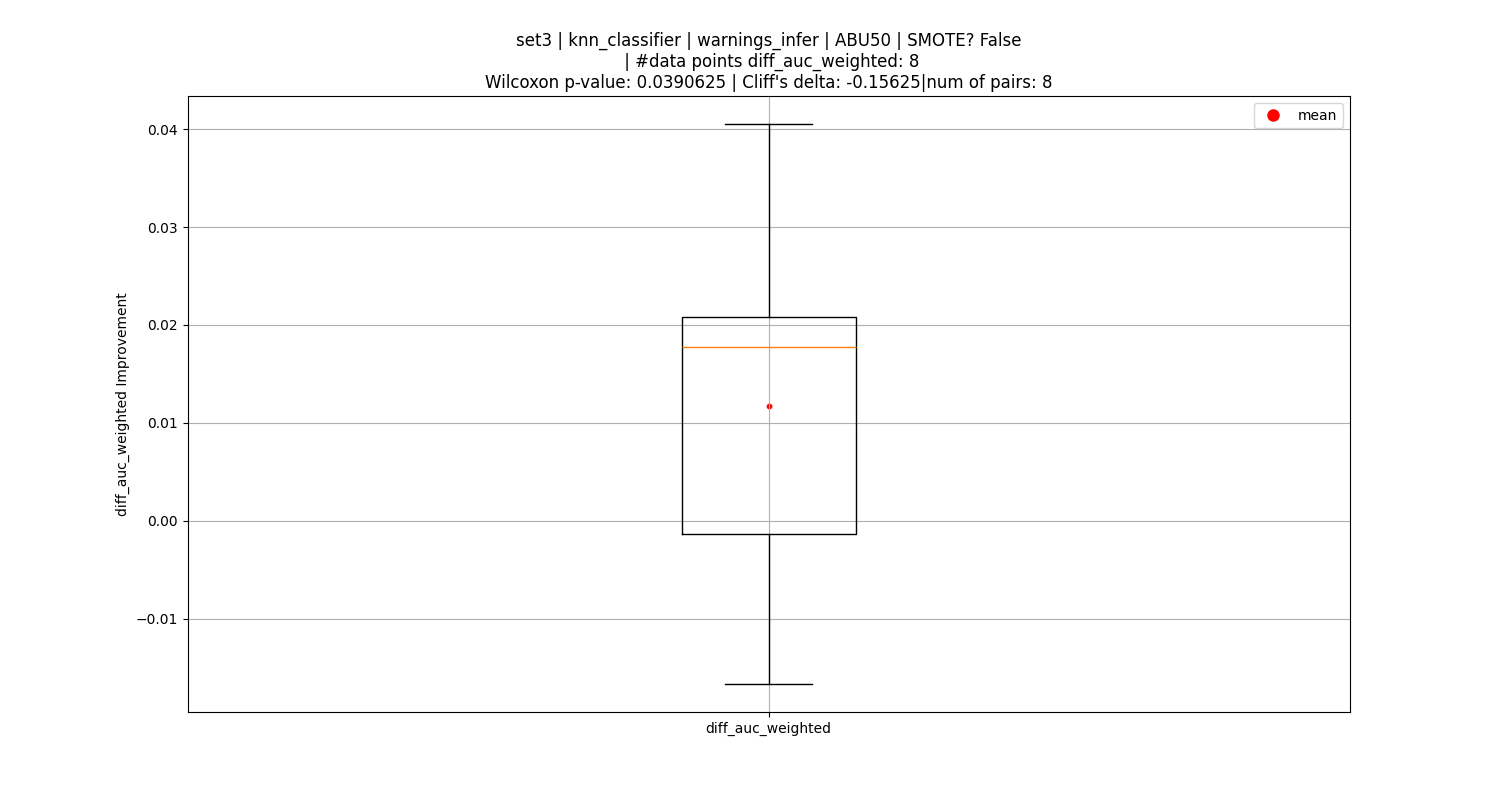 set3 | knn_classifier | warnings_infer | ABU50 | SMOTE? False
| #data points diff_auc_weighted: 8
Wilcoxon p-value: 0.0390625 | Cliff's delta: -0.15625|num of pairs: 8
mean
0.04
0.03
0.02
0.01
0.00
−0.01
diff_auc_weighted Improvement
diff_auc_weighted